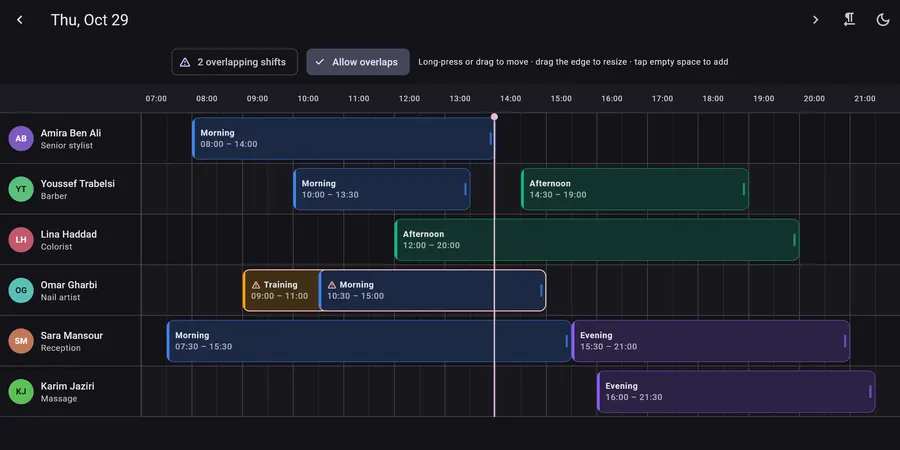 Thu, Oct 29
2 overlapping shifts
Allow overlaps
Long-press or drag to move · drag the edge to resize · tap empty space to add
07:00 08:00 09:00 10:00 11:00 12:00 13:00 14:00 15:00 16:00 17:00 18:00 19:00 20:00 21:00
AB
Amira Ben Ali
Senior stylist
Morning
08:00 – 14:00
YT
Youssef Trabelsi
Barber
Morning
10:00 – 13:30
Afternoon
14:30 – 19:00
LH
Lina Haddad
Colorist
Afternoon
12:00 – 20:00
OG
Omar Gharbi
Nail artist
Training
09:00 – 11:00
Morning
10:30 – 15:00
SM
Sara Mansour
Reception
Morning
07:30 – 15:30
Evening
15:30 – 21:00
KJ
Karim Jaziri
Massage
Evening
16:00 – 21:30